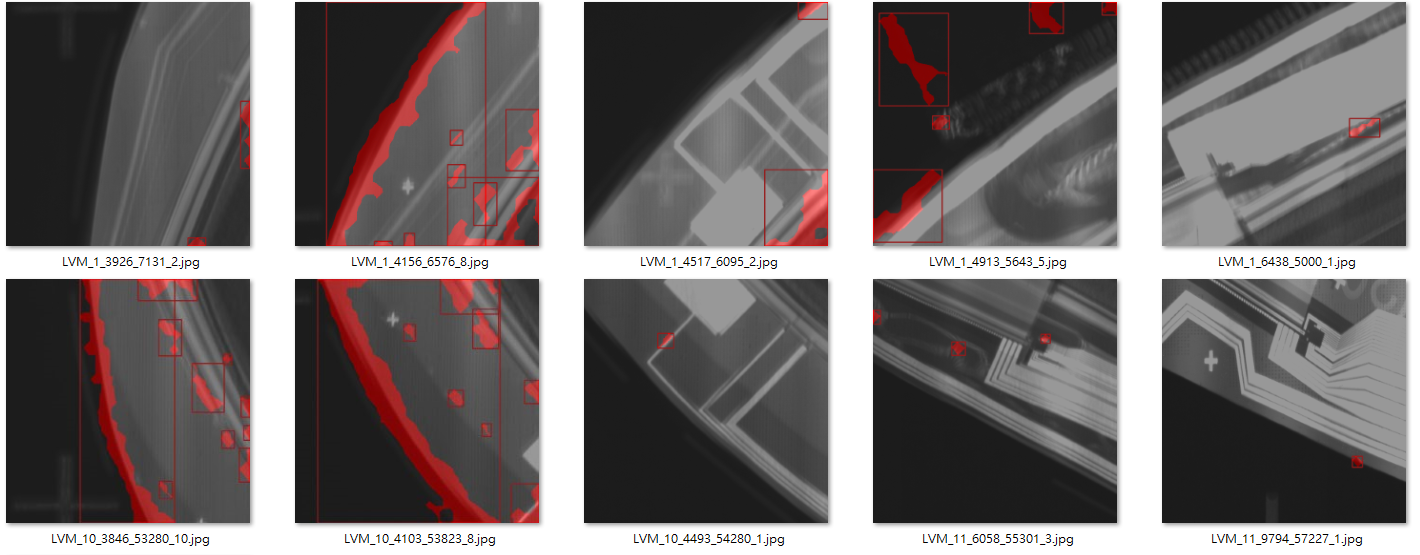 LVM_1_3926_7131_2.jpg
LVM_1_4156_6576_8.jpg
LVM_1_4517_6095_2.jpg
LVM_1_4913_5643_5.jpg
LVM_1_6438_5000_1.jpg
LVM_10_3846_53280_10.jpg
LVM_10_4103_53823_8.jpg
LVM_10_4493_54280_1.jpg
LVM_11_6058_55301_3.jpg
LVM_11_9794_57227_1.jpg